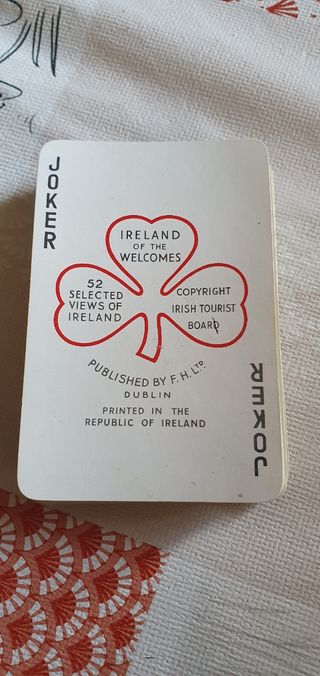 JOKER
IRELAND
OF THE
WELCOMES
52
SELECTED
VIEWS OF
IRELAND
COPYRIGHT
IRISH TOURIST
BOARD
PUBLISHED BY F.H.LTD
DUBLIN
PRINTED IN THE
REPUBLIC OF IRELAND
JOKER